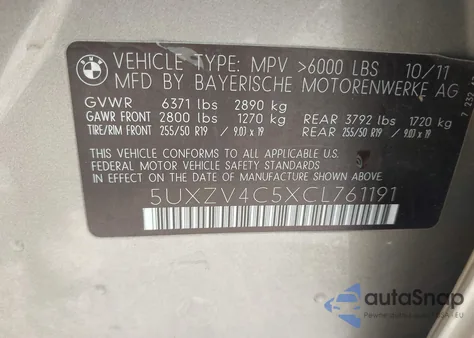 BMW
VEHICLE TYPE: MPV >6000 LBS 10/11
MFD BY BAYERISCHE MOTORENWERKE AG
GVWR 6371 lbs 2890 kg
GAWR FRONT 2800 lbs 1270 kg REAR 3792 lbs 1720 kg
TIRE/RIM FRONT 255/50 R19 // 9.0J x 19 REAR 255/50 R19 // 9.0J x 19
THIS VEHICLE CONFORMS TO ALL APPLICABLE U.S.
FEDERAL MOTOR VEHICLE SAFETY STANDARDS
IN EFFECT ON THE DATE OF MANUFACTURE SHOWN ABOVE.
5UXZV4C5XCL761191
autoSnap